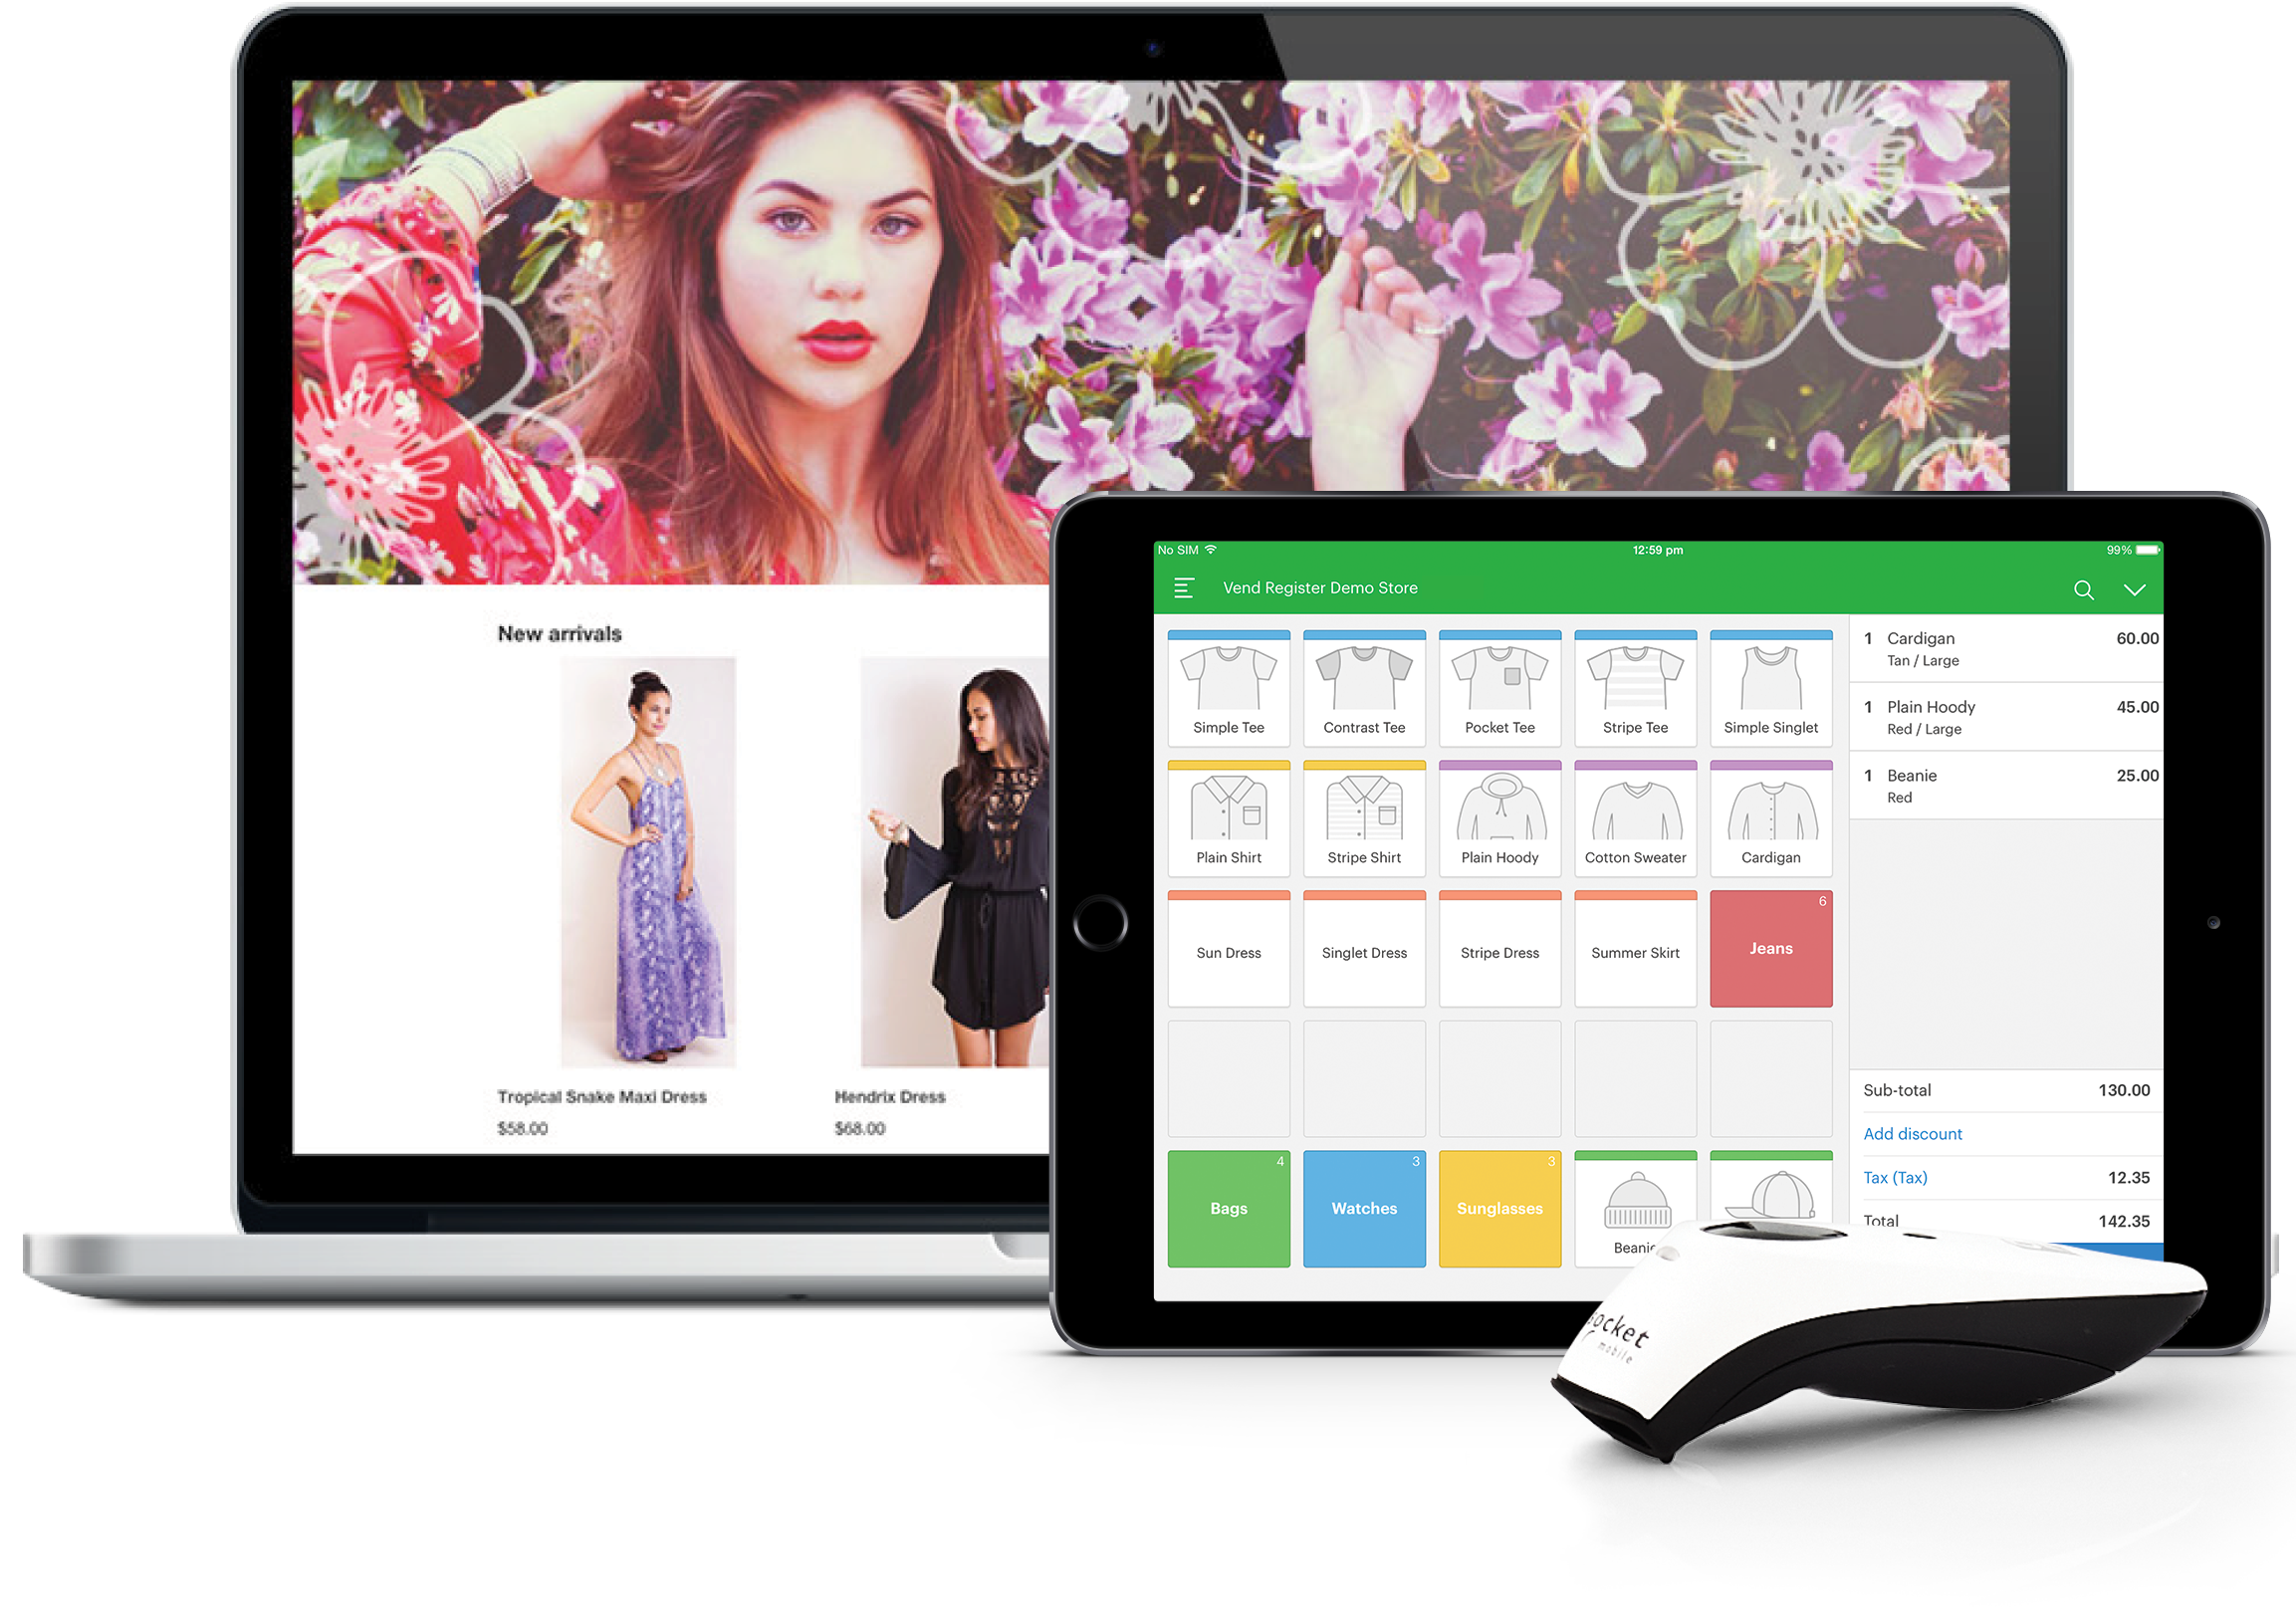 New arrivals
Tropical Snake Maxi Dress
$58.00
Hendrix Dress
$68.00
No SIM
12:59 pm
99%
Vend Register Demo Store
Simple Tee
Contrast Tee
Pocket Tee
Stripe Tee
Simple Singlet
Plain Shirt
Stripe Shirt
Plain Hoody
Cotton Sweater
Cardigan
Sun Dress
Singlet Dress
Stripe Dress
Summer Skirt
6
Jeans
4
Bags
3
Watches
3
Sunglasses
Beanie
1 Cardigan 60.00
Tan / Large
1 Plain Hoody 45.00
Red / Large
1 Beanie 25.00
Red
Sub-total 130.00
Add discount
Tax (Tax) 12.35
Total 142.35
socket
mobile